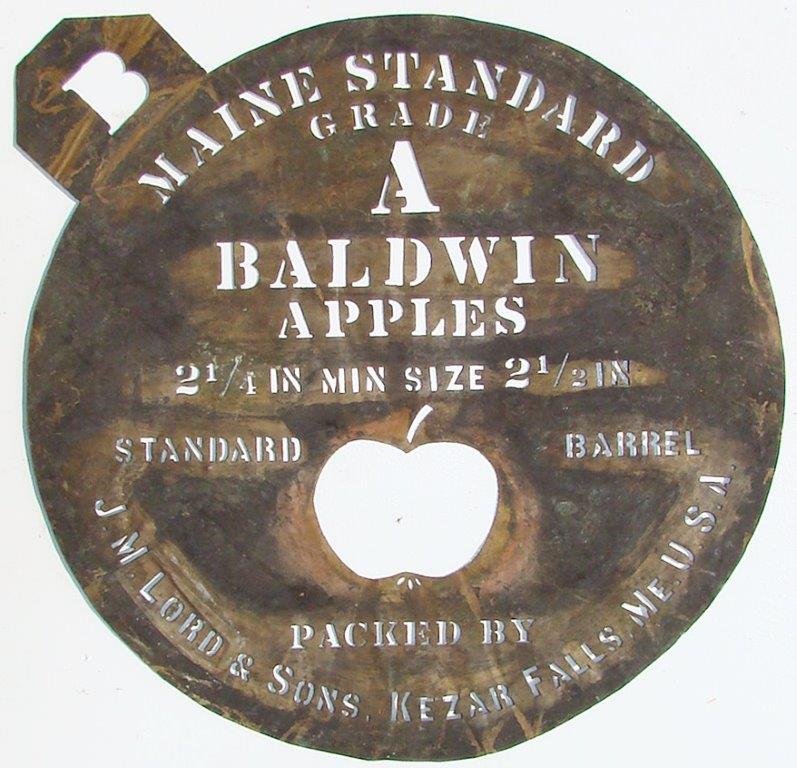 B
MAINE STANDARD
GRADE
A
BALDWIN
APPLES
2 1/4 IN MIN SIZE 2 1/2 IN
STANDARD BARREL
PACKED BY
J.M. LORD & SONS, KEZAR FALLS, ME. U.S.A.